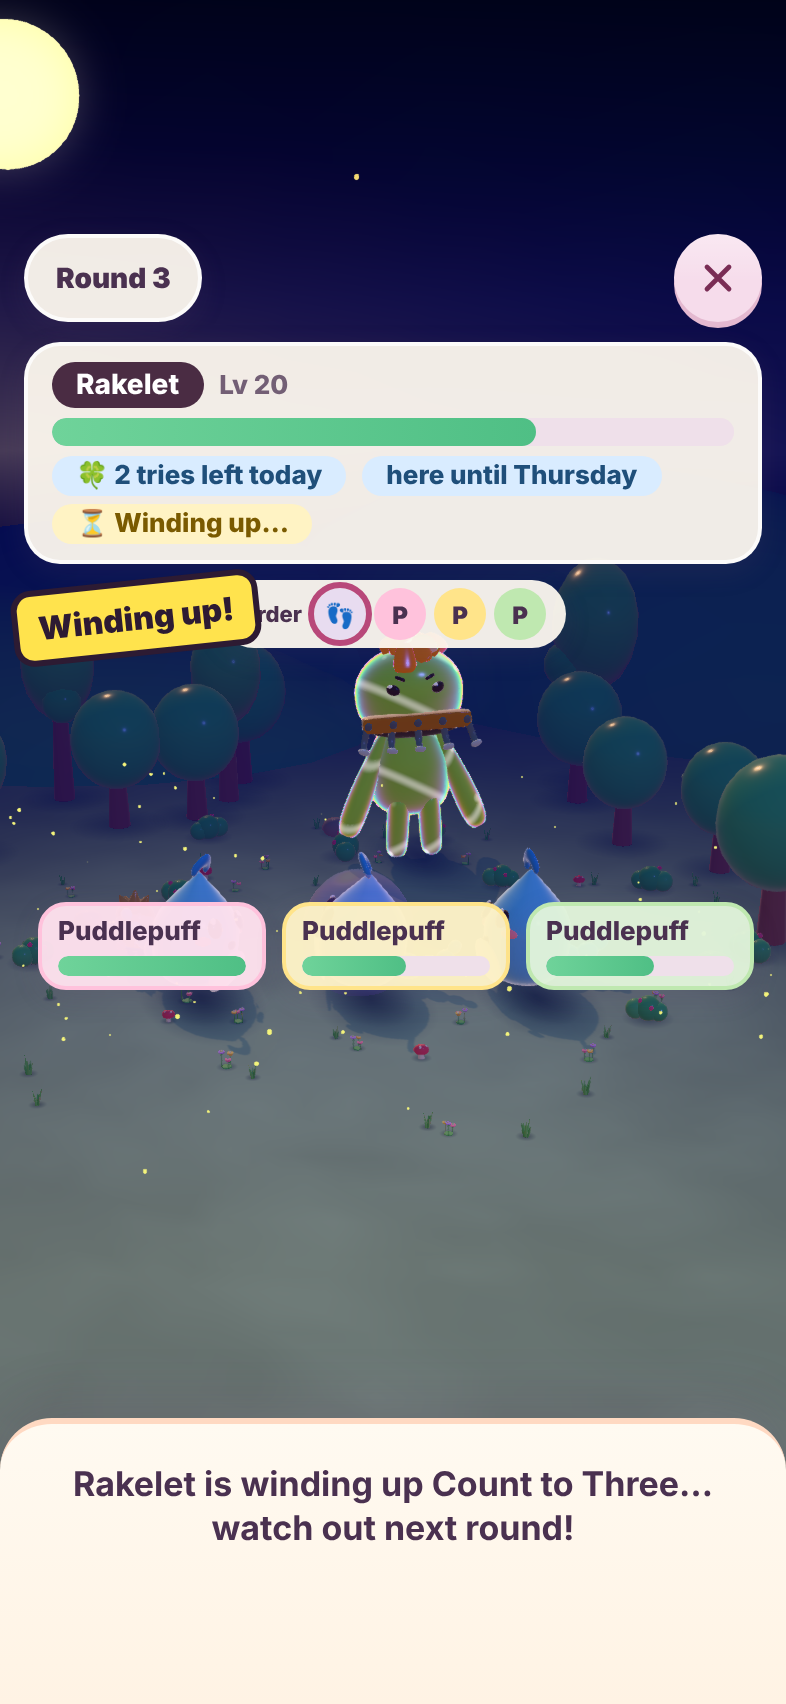 Round 3
Rakelet Lv 20
🍀 2 tries left today here until Thursday
⏳ Winding up...
Winding up! rder 👣 P P P
Puddlepuff Puddlepuff Puddlepuff
Rakelet is winding up Count to Three...
watch out next round!